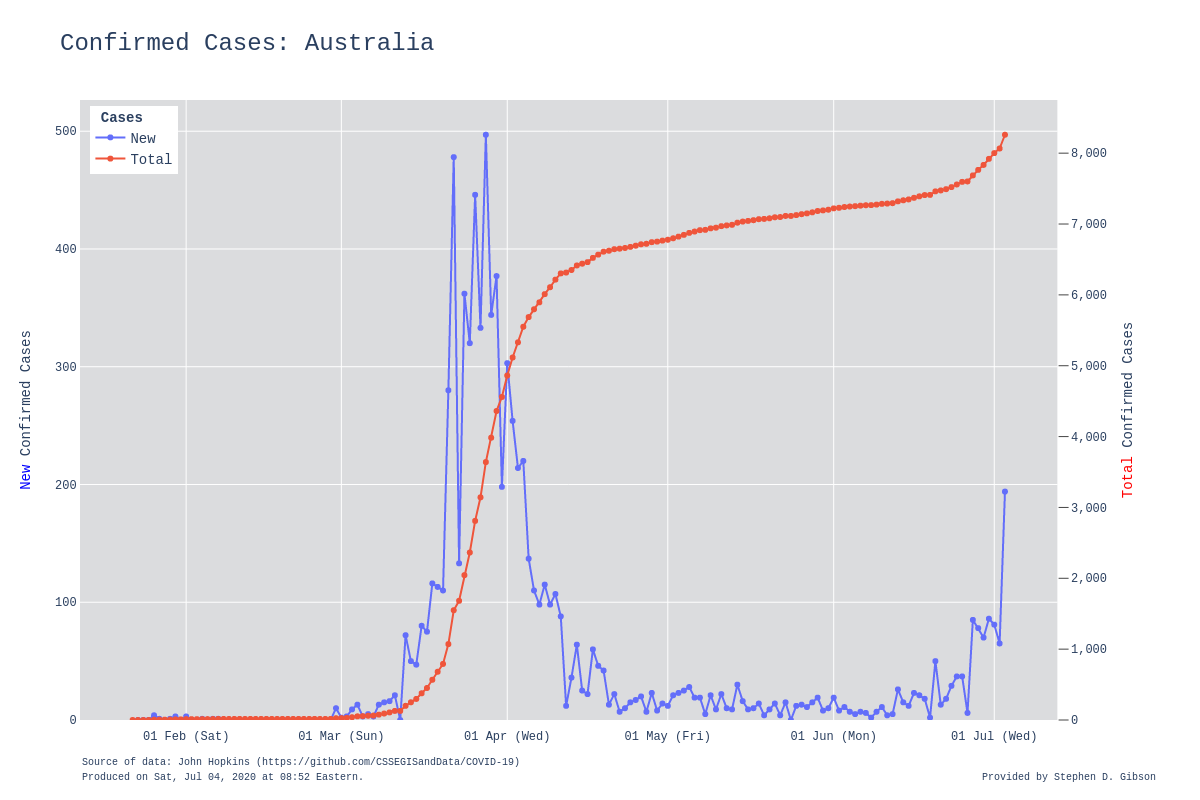 Confirmed Cases: Australia
Cases
New
Total
500
400
300
200
100
0
8,000
7,000
6,000
5,000
4,000
3,000
2,000
1,000
0
New Confirmed Cases
Total Confirmed Cases
01 Feb (Sat)
01 Mar (Sun)
01 Apr (Wed)
01 May (Fri)
01 Jun (Mon)
01 Jul (Wed)
Source of data: John Hopkins (https://github.com/CSSEGISandData/COVID-19)
Produced on Sat, Jul 04, 2020 at 08:52 Eastern.
Provided by Stephen D. Gibson